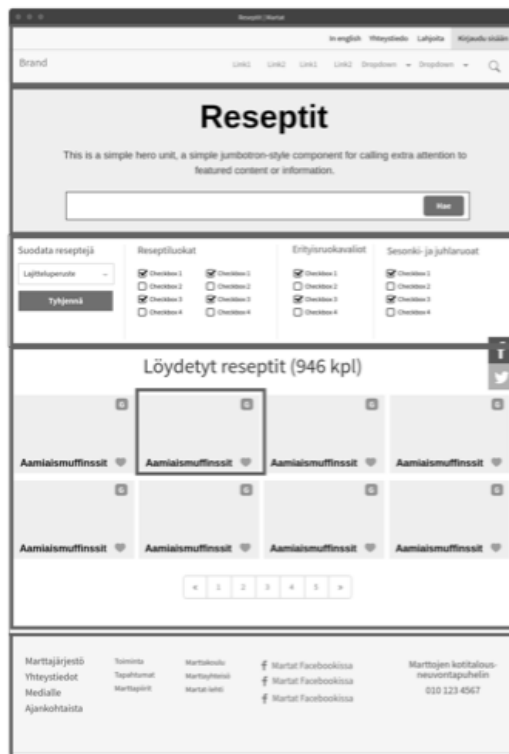 Reseptit | Martat
In english Yhteystiedo Lahjoita Kirjaudu sisään
Brand Link1 Link2 Link1 Link2 Dropdown Dropdown
Reseptit
This is a simple hero unit, a simple jumbotron-style component for calling extra attention to
featured content or information.
Hae
Suodata reseptejä Reseptiluokat Erityisruokavaliot Sesonki- ja juhlaruoat
Lajitteluperuste Checkbox 1 Checkbox 1 Checkbox 1 Checkbox 1
Checkbox 2 Checkbox 2 Checkbox 2 Checkbox 2
Tyhjennä Checkbox 3 Checkbox 3 Checkbox 3 Checkbox 3
Checkbox 4 Checkbox 4 Checkbox 4 Checkbox 4
Löydetyt reseptit (946 kpl)
G G G G
Aamiaismuffinssit Aamiaismuffinssit Aamiaismuffinssit Aamiaismuffinssit
G G G G
Aamiaismuffinssit Aamiaismuffinssit Aamiaismuffinssit Aamiaismuffinssit
« 1 2 3 4 5 »
Marttajärjestö Toiminta Marttakoulu Martat Facebookissa Marttojen kotitalous-
Yhteystiedot Tapahtumat Marttayhteisö Martat Facebookissa neuvontapuhelin
Medialle Marttapiirit Martat-lehti Martat Facebookissa 010 123 4567
Ajankohtaista